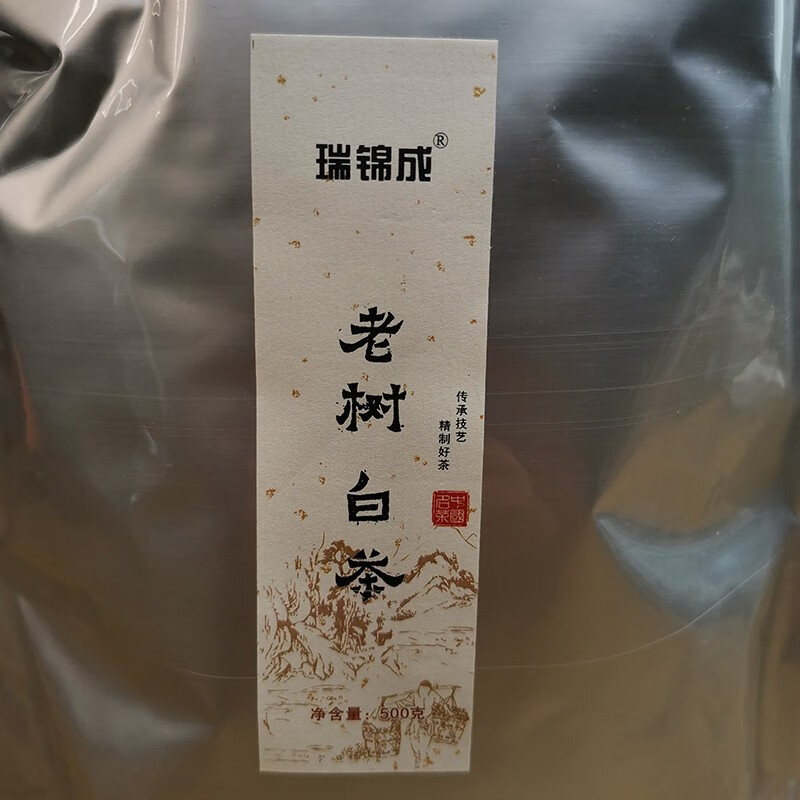 瑞锦成®
老树白茶
传承技艺
精制好茶
中國
名茶
净含量：500克